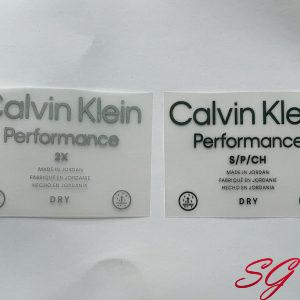 Calvin Klein
Performance
2X
MADE IN JORDAN
FABRIQUÉ EN JORDANIE
HECHO EN JORDANIA
DRY
Calvin Klein
Performance
S/P/CH
MADE IN JORDAN
FABRIQUÉ EN JORDANIE
HECHO EN JORDANIA
DRY
SG